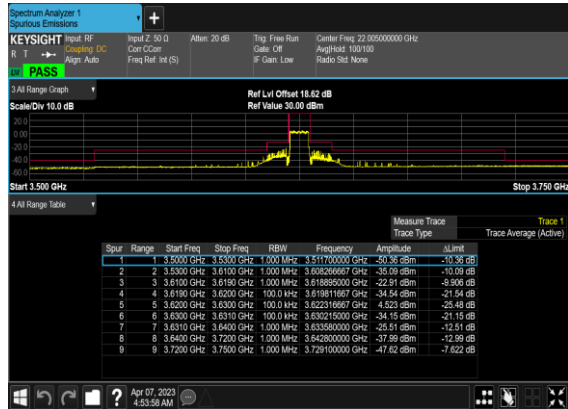 Spectrum Analyzer 1
Spurious Emissions
+
KEYSIGHT Input: RF Input Z: 50 Ω Atten: 20 dB Trig: Free Run Center Freq: 22.005000000 GHz
R T Coupling: DC Corr CCorr Gate: Off Avg|Hold: 100/100
Align: Auto Freq Ref: Int (S) IF Gain: Low Radio Std: None
PASS
3 All Range Graph
Ref Lvl Offset 18.62 dB
Scale/Div 10.0 dB Ref Value 30.00 dBm
20.0
0.00
-20.0
-40.0
Start 3.500 GHz Stop 3.750 GHz
4 All Range Table
Measure Trace Trace 1
Trace Type Trace Average (Active)
Spur Range Start Freq Stop Freq RBW Frequency Amplitude ΔLimit
1 1 3.5000 GHz 3.5300 GHz 1.000 MHz 3.511700000 GHz -50.36 dBm -10.36 dB
2 2 3.5300 GHz 3.6100 GHz 1.000 MHz 3.608266667 GHz -35.09 dBm -10.09 dB
3 3 3.6100 GHz 3.6190 GHz 1.000 MHz 3.618895000 GHz -22.91 dBm -9.906 dB
4 4 3.6190 GHz 3.6200 GHz 100.0 kHz 3.619811667 GHz -34.54 dBm -21.54 dB
5 5 3.6200 GHz 3.6300 GHz 100.0 kHz 3.622316667 GHz 4.523 dBm -25.48 dB
6 6 3.6300 GHz 3.6310 GHz 100.0 kHz 3.630215000 GHz -34.15 dBm -21.15 dB
7 7 3.6310 GHz 3.6400 GHz 1.000 MHz 3.633580000 GHz -25.51 dBm -12.51 dB
8 8 3.6400 GHz 3.7200 GHz 1.000 MHz 3.642800000 GHz -37.99 dBm -12.99 dB
9 9 3.7200 GHz 3.7500 GHz 1.000 MHz 3.729100000 GHz -47.62 dBm -7.622 dB
? Apr 07, 2023
4:53:58 AM